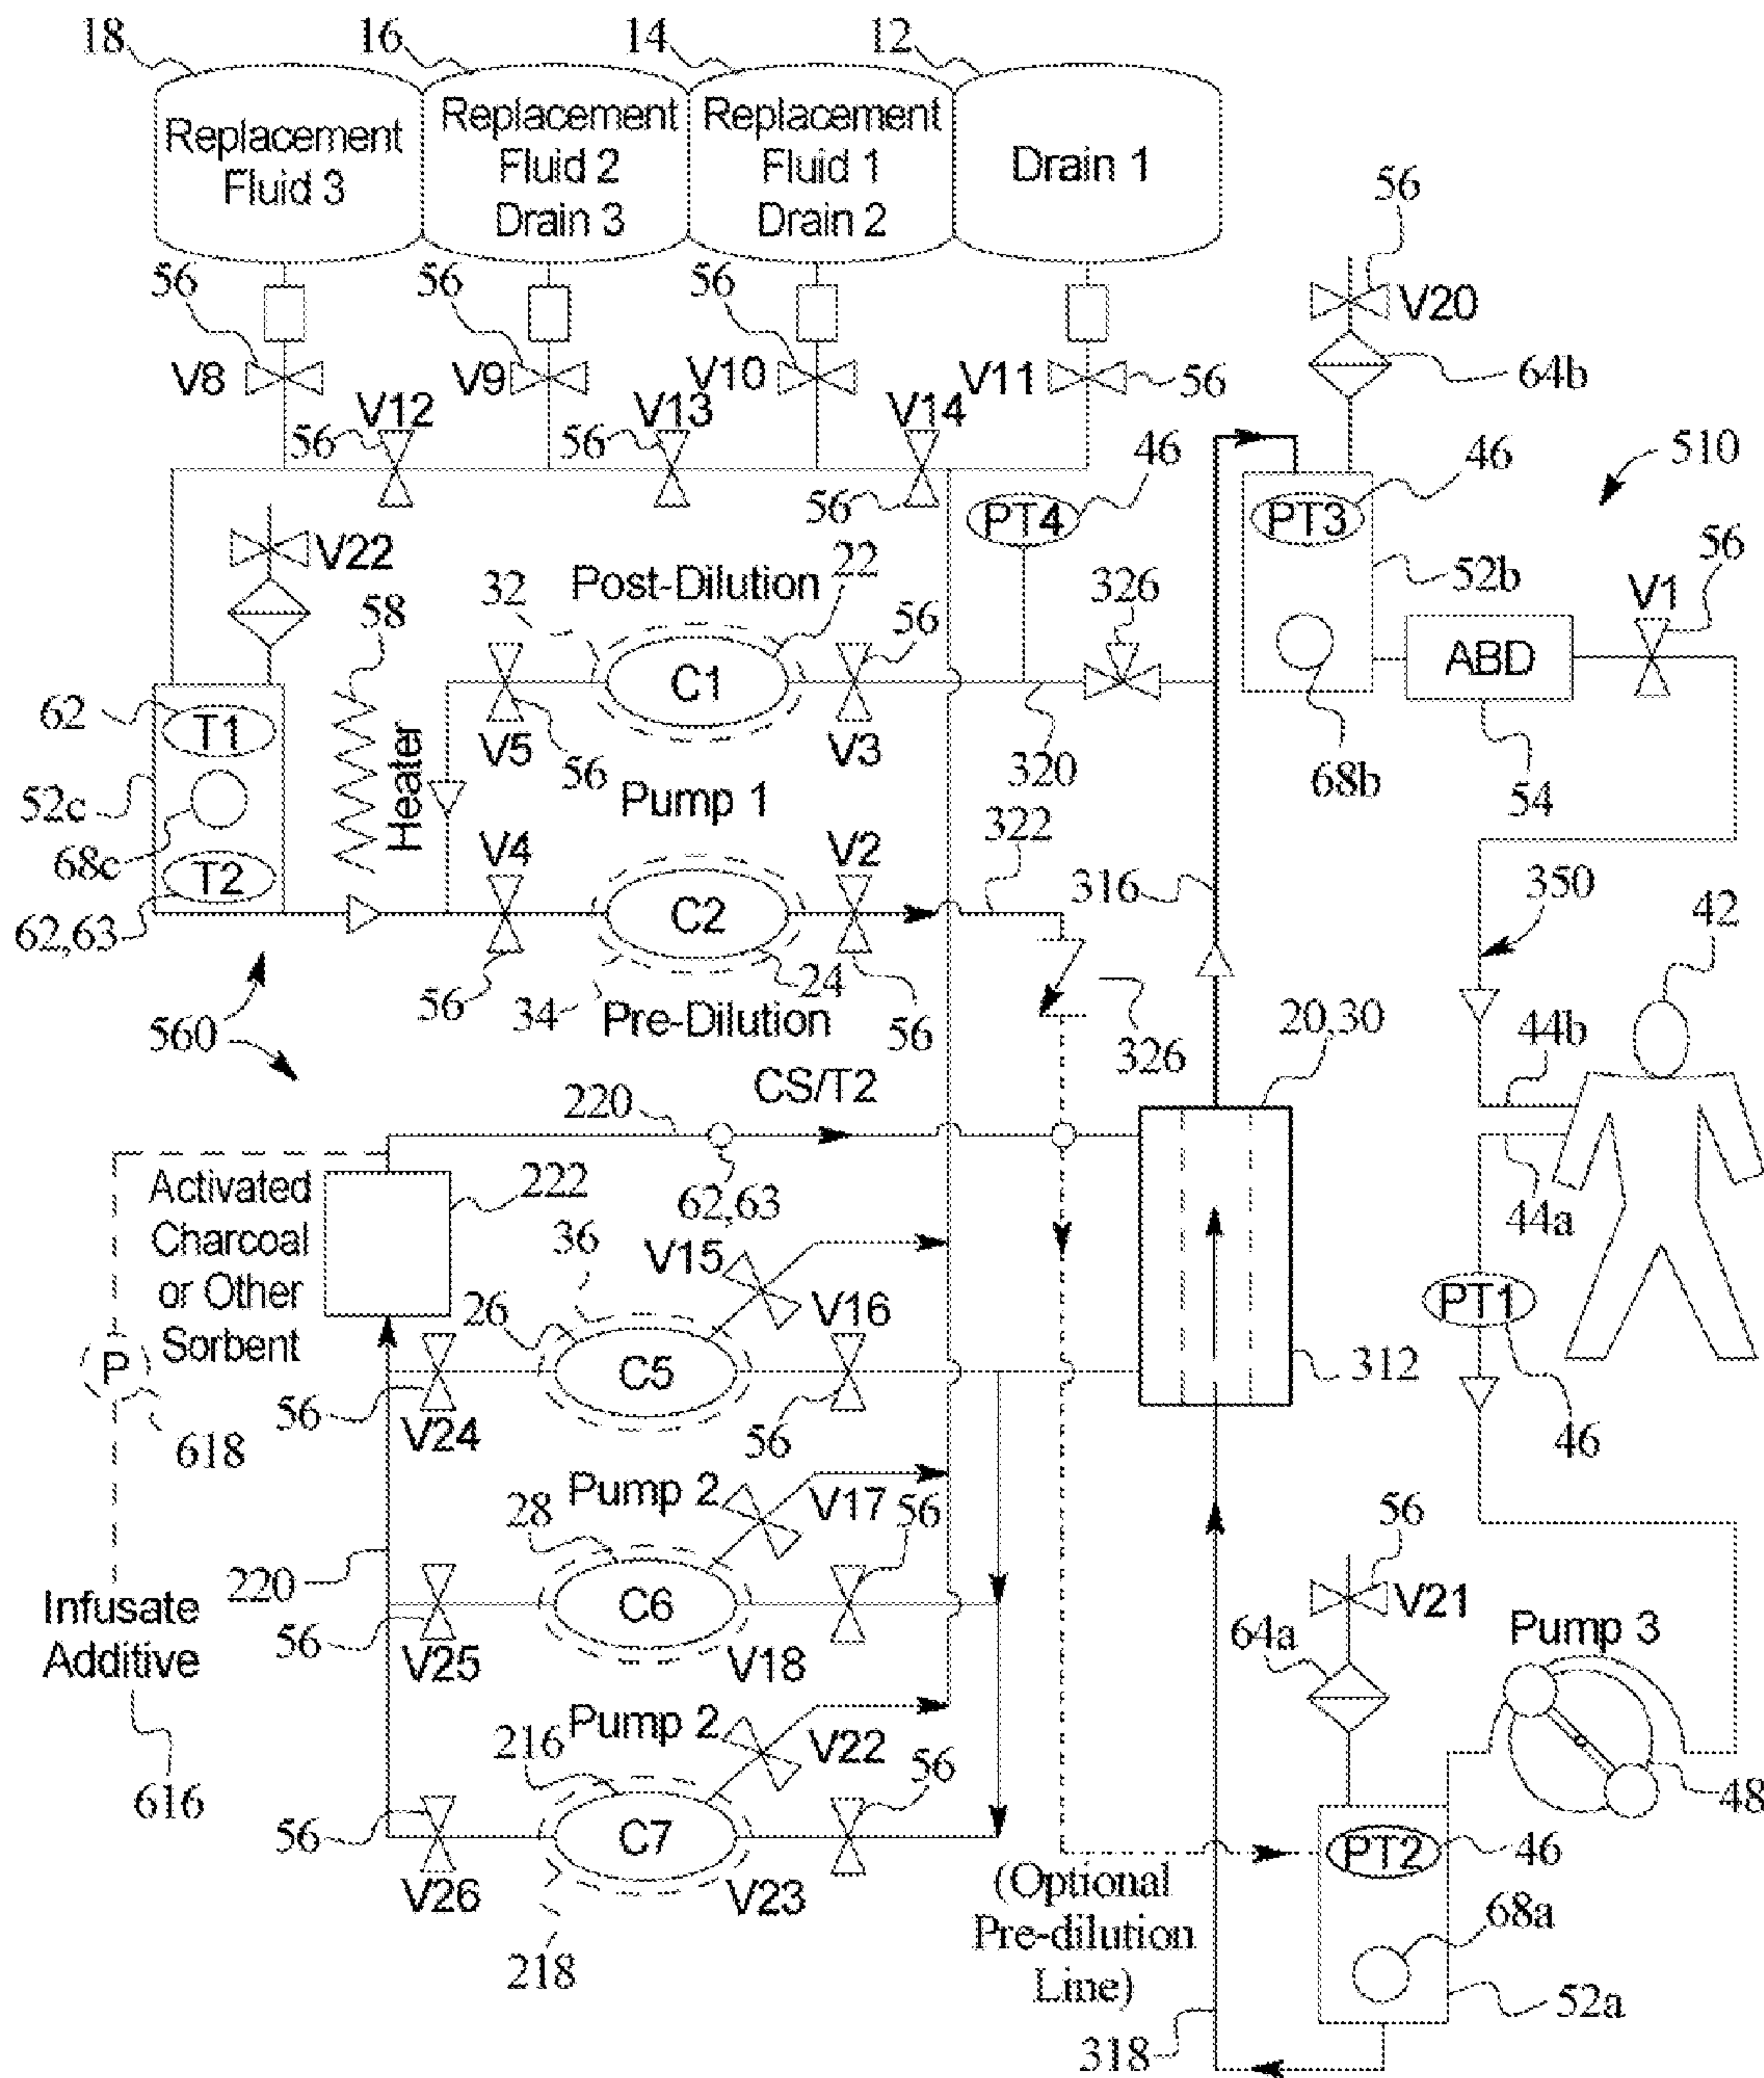 18
16
14
12
Replacement
Fluid 3
Replacement
Fluid 2
Drain 3
Replacement
Fluid 1
Drain 2
Drain 1
56
56
56
56
V20
V8
V9
V10
V11
56
64b
V12
V13
V14
56
56
56
46
46
510
PT4
PT3
V22
Post-Dilution
22
32
58
56
326
52b
V1
56
C1
ABD
62
T1
V5
56
V3
320
68b
54
52c
Heater
Pump 1
322
68c
V4
V2
T2
316
350
42
C2
62,63
56
34
24
Pre-Dilution
56
326
20,30
44b
560
CS/T2
220
Activated
Charcoal
or Other
Sorbent
222
62,63
44a
36
V15
26
V16
PT1
P
C5
312
56
V24
56
46
618
Pump 2
V17
56
56
28
220
C6
V21
Infusate
Additive
56
V25
V18
64a
Pump 3
Pump 2
V22
216
56
616
56
48
C7
PT2
46
V26
V23
(Optional
Pre-dilution
Line)
68a
218
52a
318